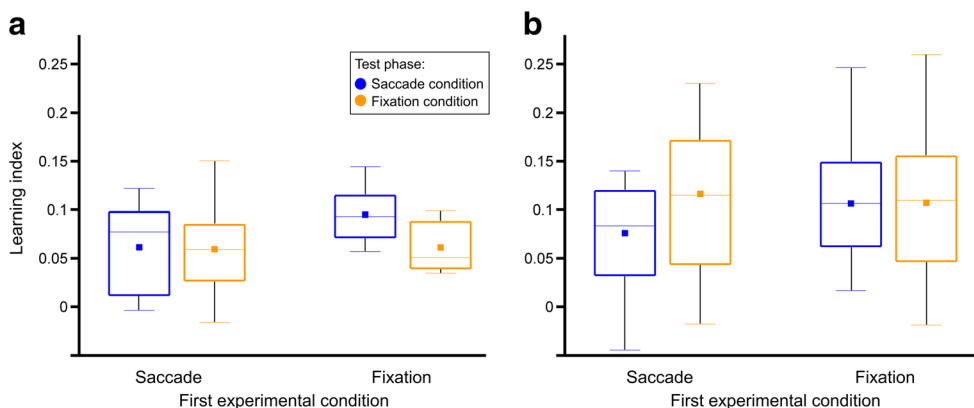 a
b
Learning index
0.25
0.2
0.15
0.1
0.05
0
Test phase:
Saccade condition
Fixation condition
Saccade
Fixation
First experimental condition
0.25
0.2
0.15
0.1
0.05
0
Saccade
Fixation
First experimental condition